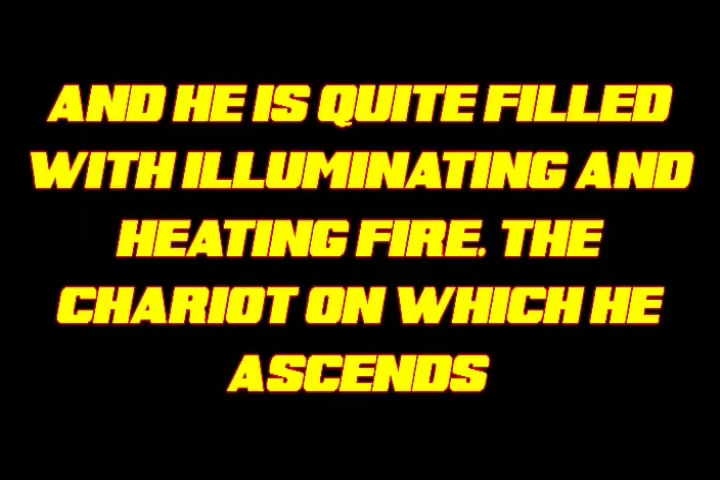 AND HE IS QUITE FILLED
WITH ILLUMINATING AND
HEATING FIRE. THE
CHARIOT ON WHICH HE
ASCENDS